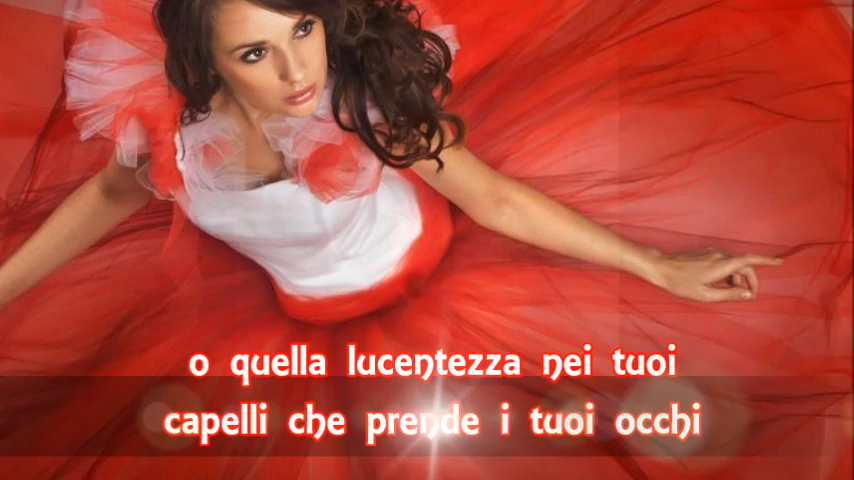 o quella lucentezza nei tuoi
capelli che prende i tuoi occhi